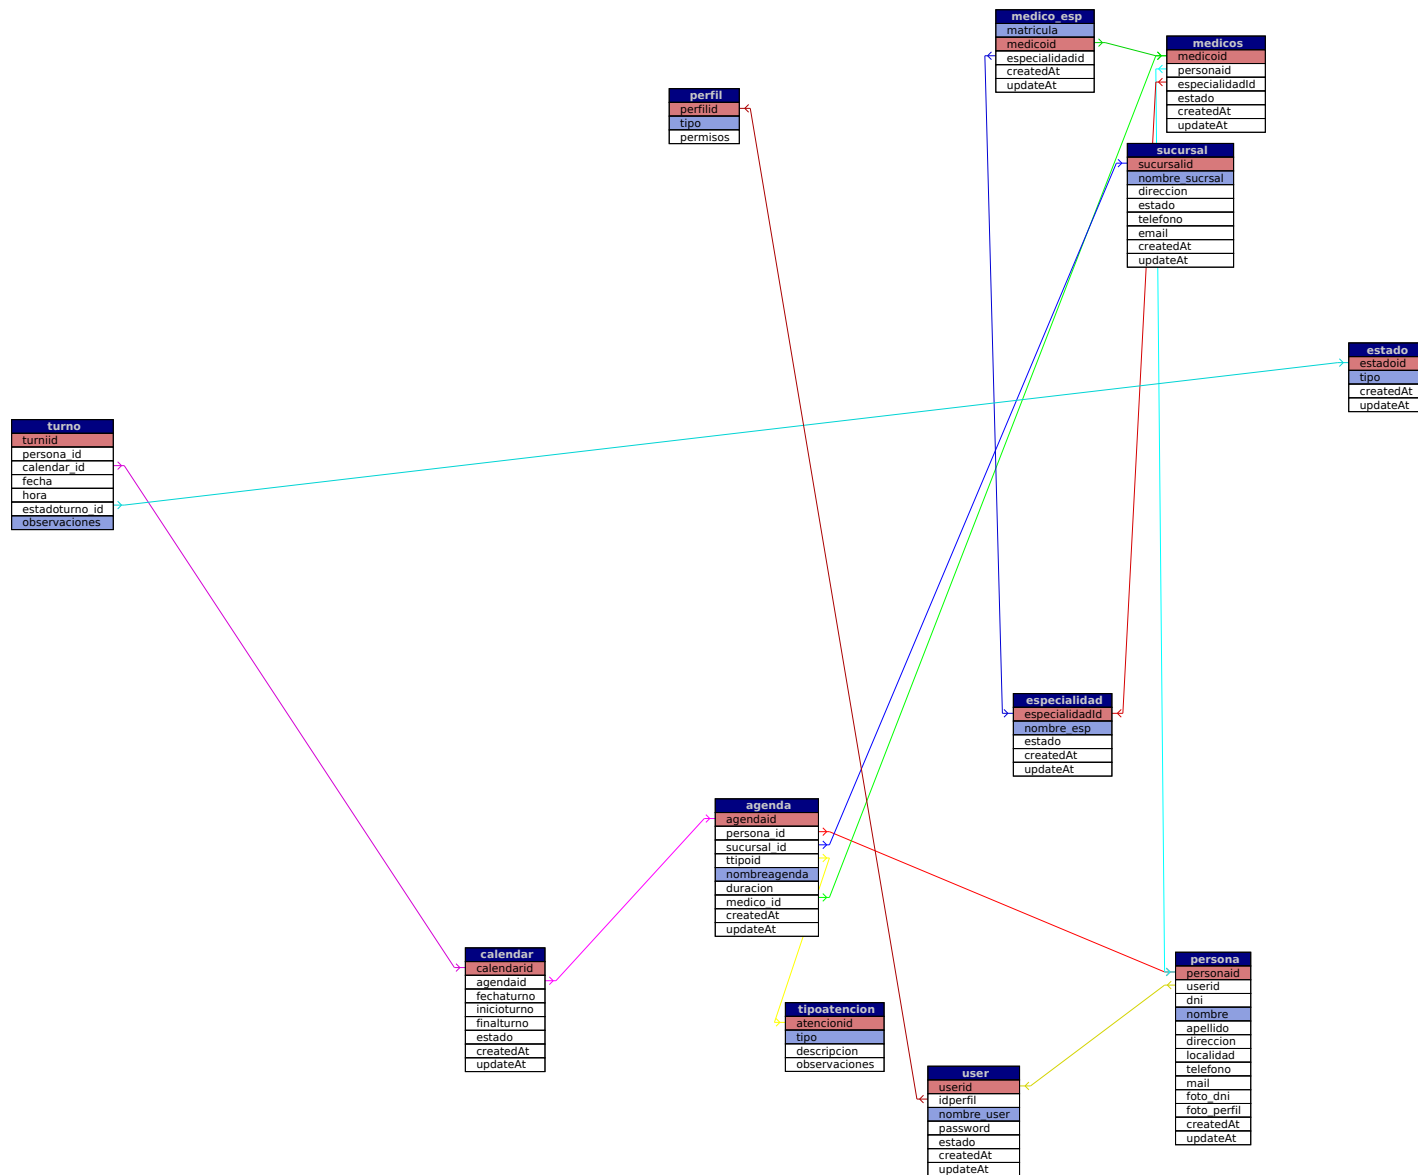 medico_esp
matricula
medicoid
especialidadid
createdAt
updateAt
medicos
medicoid
personaid
especialidadId
estado
createdAt
updateAt
perfil
perfilid
tipo
permisos
sucursal
sucursalid
nombre_sucrsal
direccion
estado
telefono
email
createdAt
updateAt
estado
estadoid
tipo
createdAt
updateAt
turno
turniid
persona_id
calendar_id
fecha
hora
estadoturno_id
observaciones
especialidad
especialidadId
nombre_esp
estado
createdAt
updateAt
agenda
agendaid
persona_id
sucursal_id
ttipoid
nombreagenda
duracion
medico_id
createdAt
updateAt
calendar
calendarid
agendaid
fechaturno
inicioturno
finalturno
estado
createdAt
updateAt
tipoatencion
atencionid
tipo
descripcion
observaciones
persona
personaid
userid
dni
nombre
apellido
direccion
localidad
telefono
mail
foto_dni
foto_perfil
createdAt
updateAt
user
userid
idperfil
nombre_user
password
estado
createdAt
updateAt